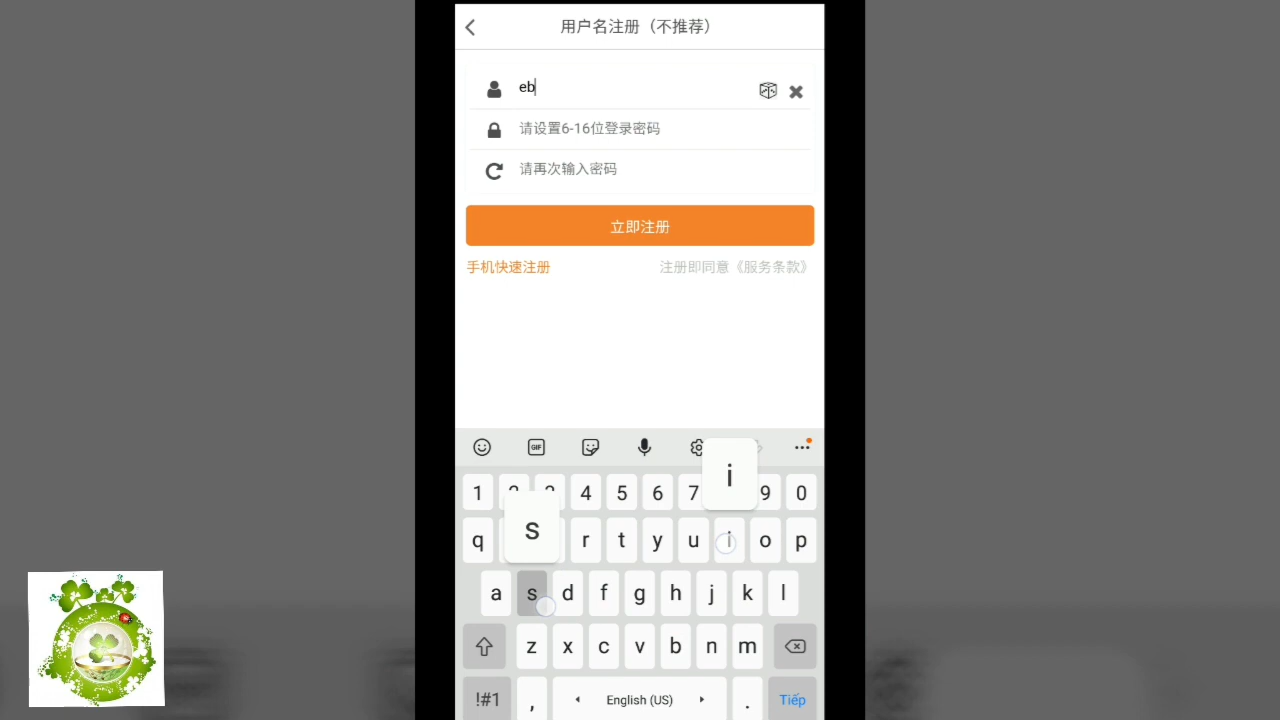 用户名注册（不推荐）
eb
请设置6-16位登录密码
请再次输入密码
立即注册
手机快速注册 注册即同意《服务条款》
GIF
i
1 4 5 6 7 9 0
s
q r t y u i o p
a s d f g h j k l
z x c v b n m
!#1 , English (US) . Tiếp